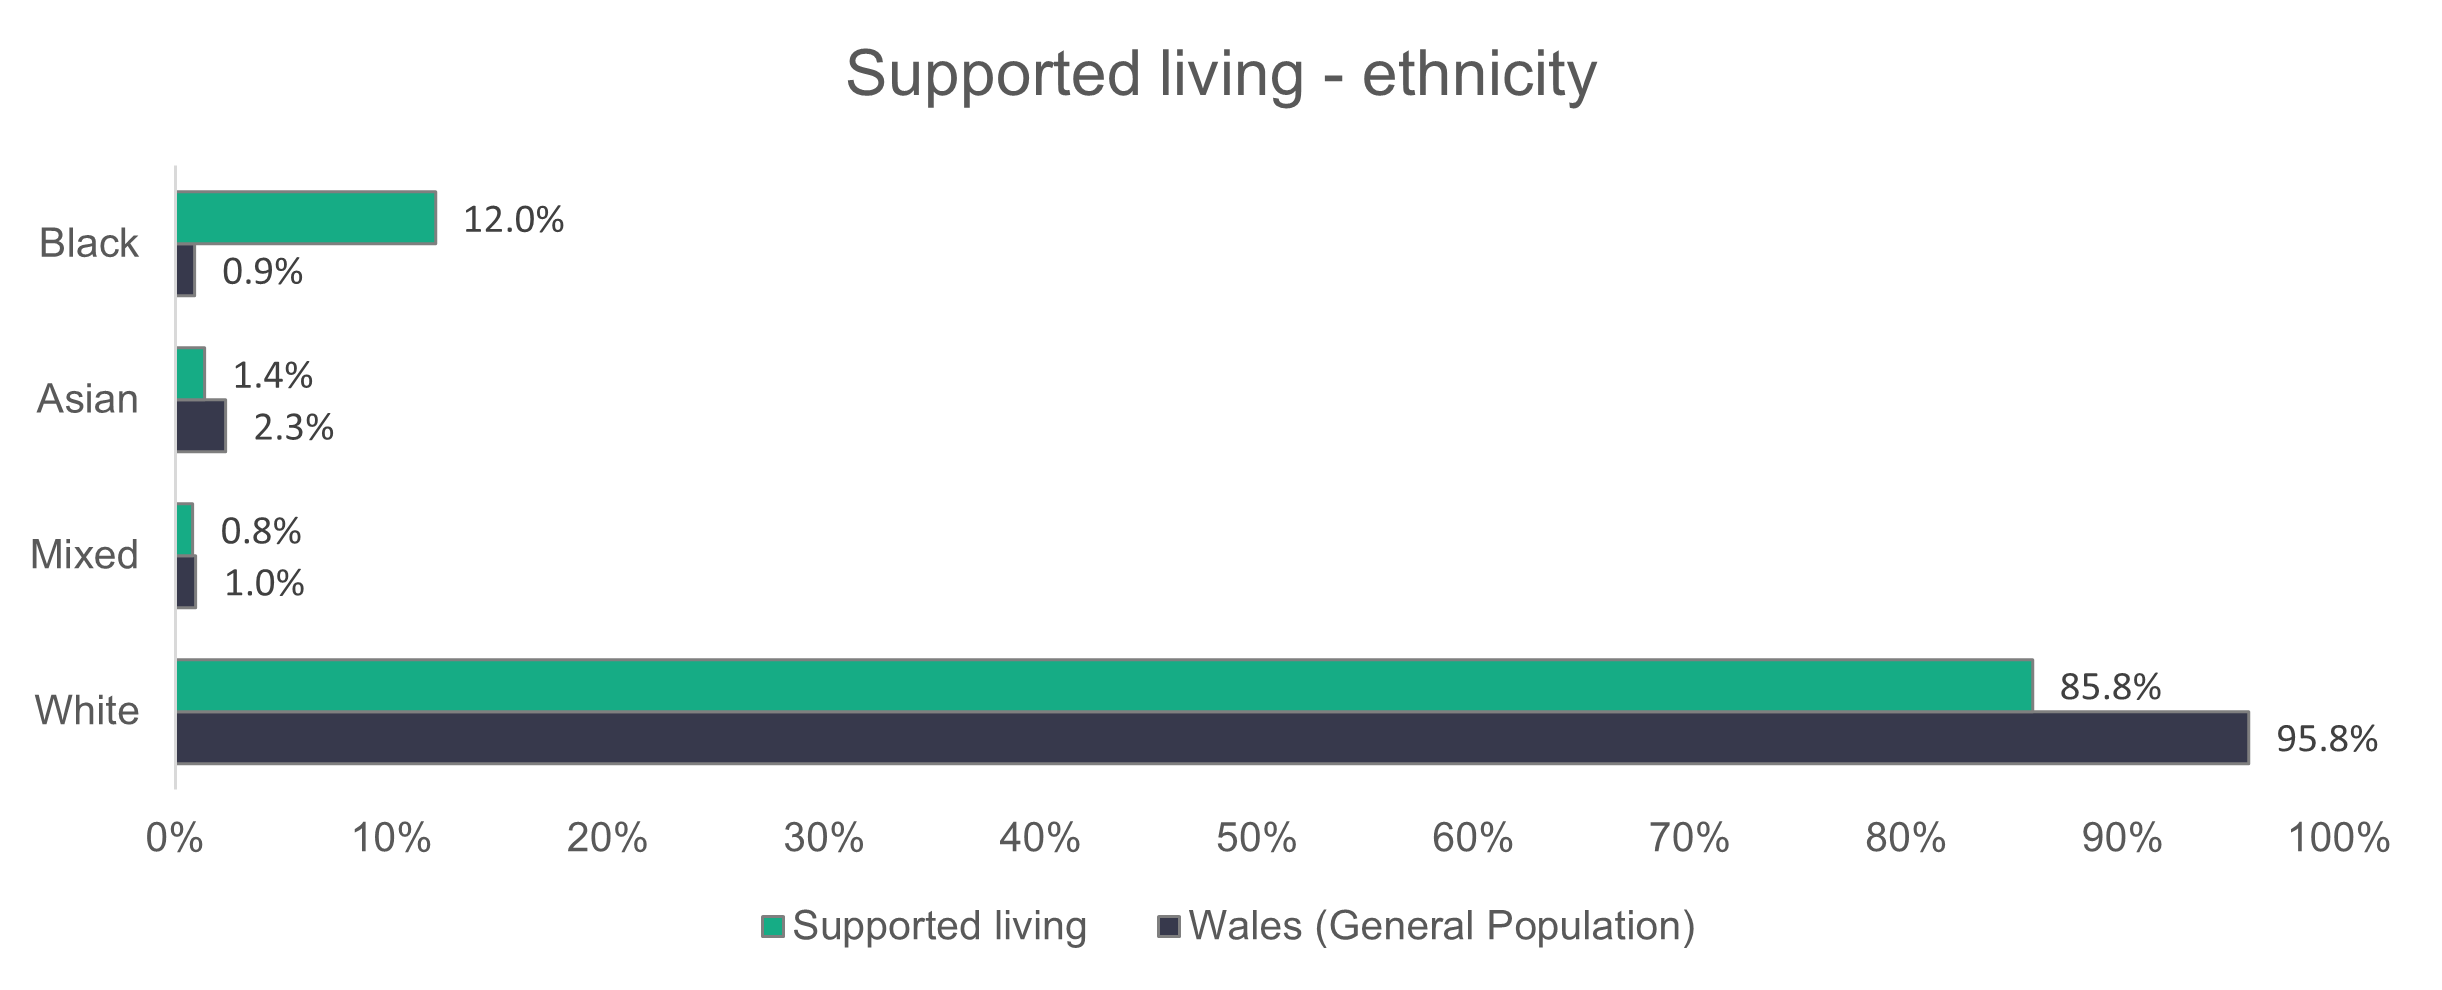 Supported living - ethnicity
Black
12.0%
0.9%
Asian
1.4%
2.3%
Mixed
0.8%
1.0%
White
85.8%
95.8%
0% 10% 20% 30% 40% 50% 60% 70% 80% 90% 100%
Supported living Wales (General Population)